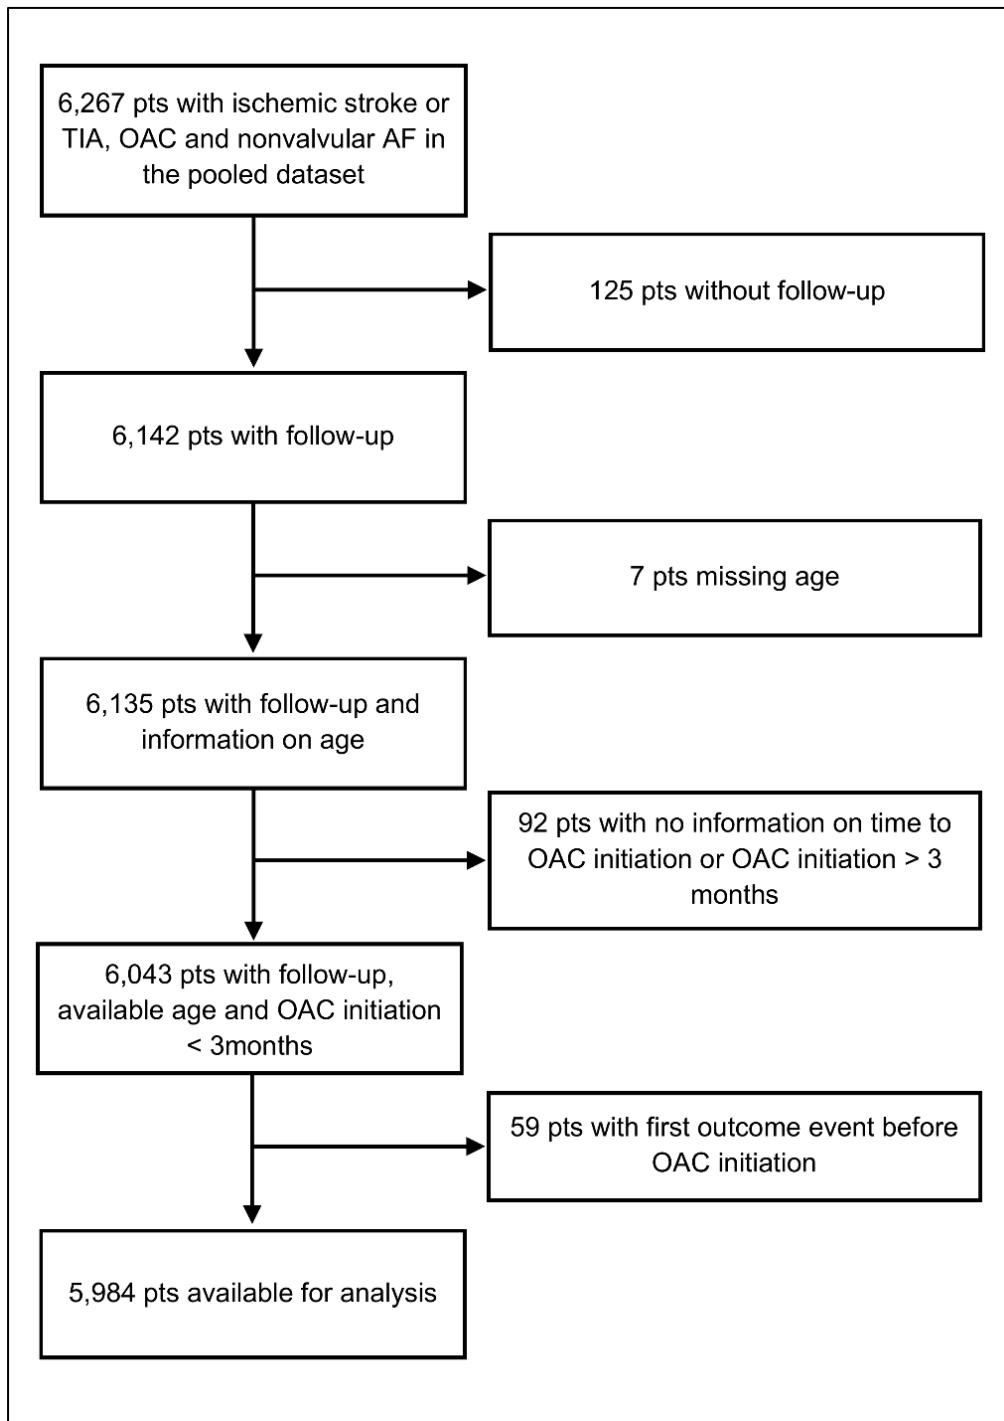 6,267 pts with ischemic stroke or
TIA, OAC and nonvalvular AF in
the pooled dataset
125 pts without follow-up
6,142 pts with follow-up
7 pts missing age
6,135 pts with follow-up and
information on age
92 pts with no information on time to
OAC initiation or OAC initiation > 3
months
6,043 pts with follow-up,
available age and OAC initiation
< 3months
59 pts with first outcome event before
OAC initiation
5,984 pts available for analysis